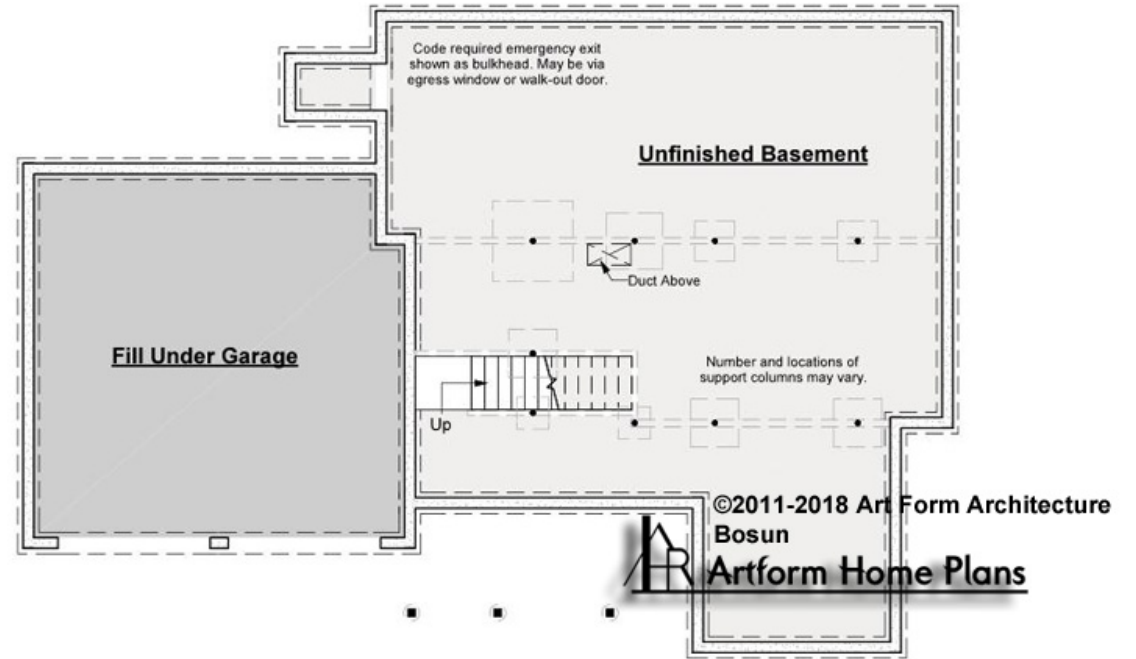 Code required emergency exit
shown as bulkhead. May be via
egress window or walk-out door.
Unfinished Basement
Duct Above
Fill Under Garage
Number and locations of
support columns may vary.
Up
©2011-2018 Art Form Architecture
Bosun
Artform Home Plans